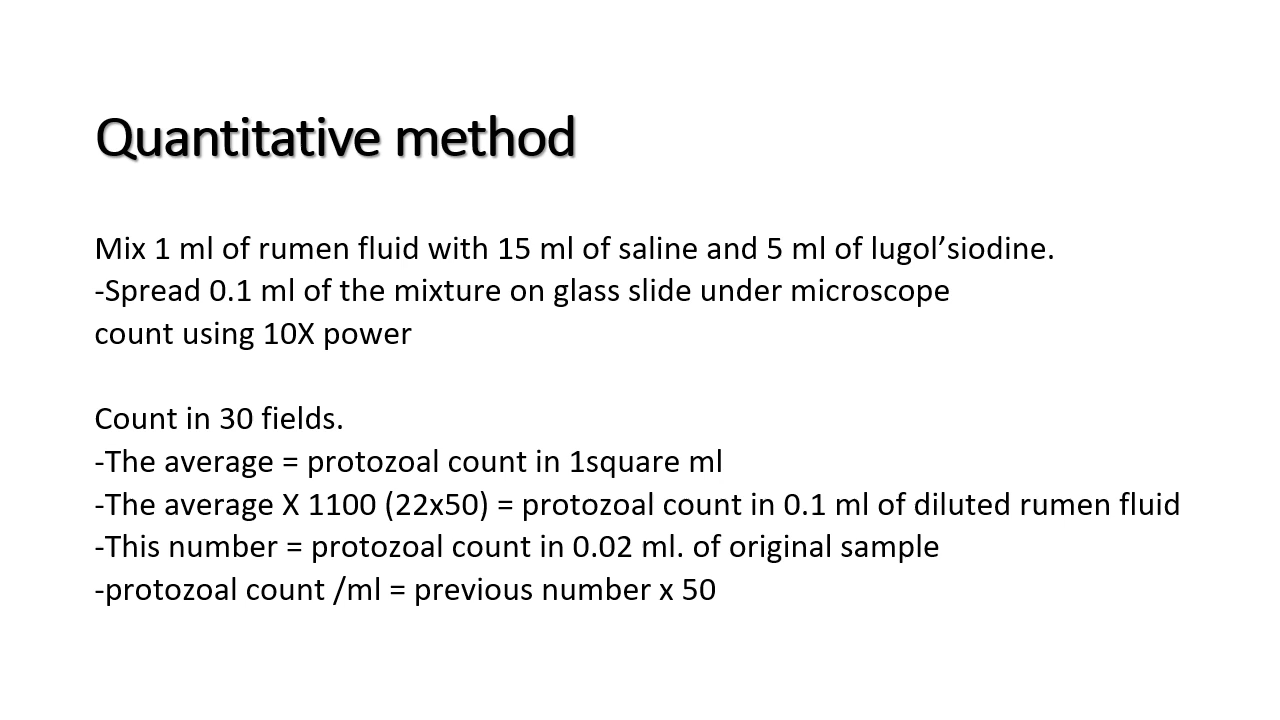 Quantitative method
Mix 1 ml of rumen fluid with 15 ml of saline and 5 ml of lugol’siodine.
-Spread 0.1 ml of the mixture on glass slide under microscope
count using 10X power
Count in 30 fields.
-The average = protozoal count in 1square ml
-The average X 1100 (22x50) = protozoal count in 0.1 ml of diluted rumen fluid
-This number = protozoal count in 0.02 ml. of original sample
-protozoal count /ml = previous number x 50